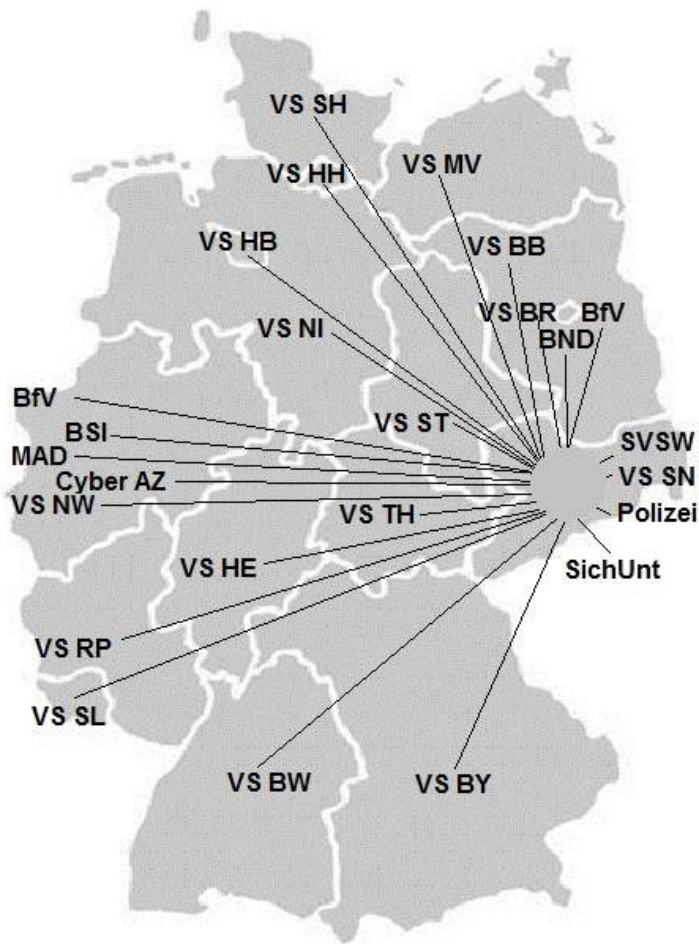 VS SH
VS HH
VS MV
VS HB
VS BB
VS BR
BfV
VS NI
BND
BfV
VS ST
BSI
SVSW
MAD
Cyber AZ
VS SN
VS NW
VS TH
Polizei
VS HE
SichUnt
VS RP
VS SL
VS BW
VS BY